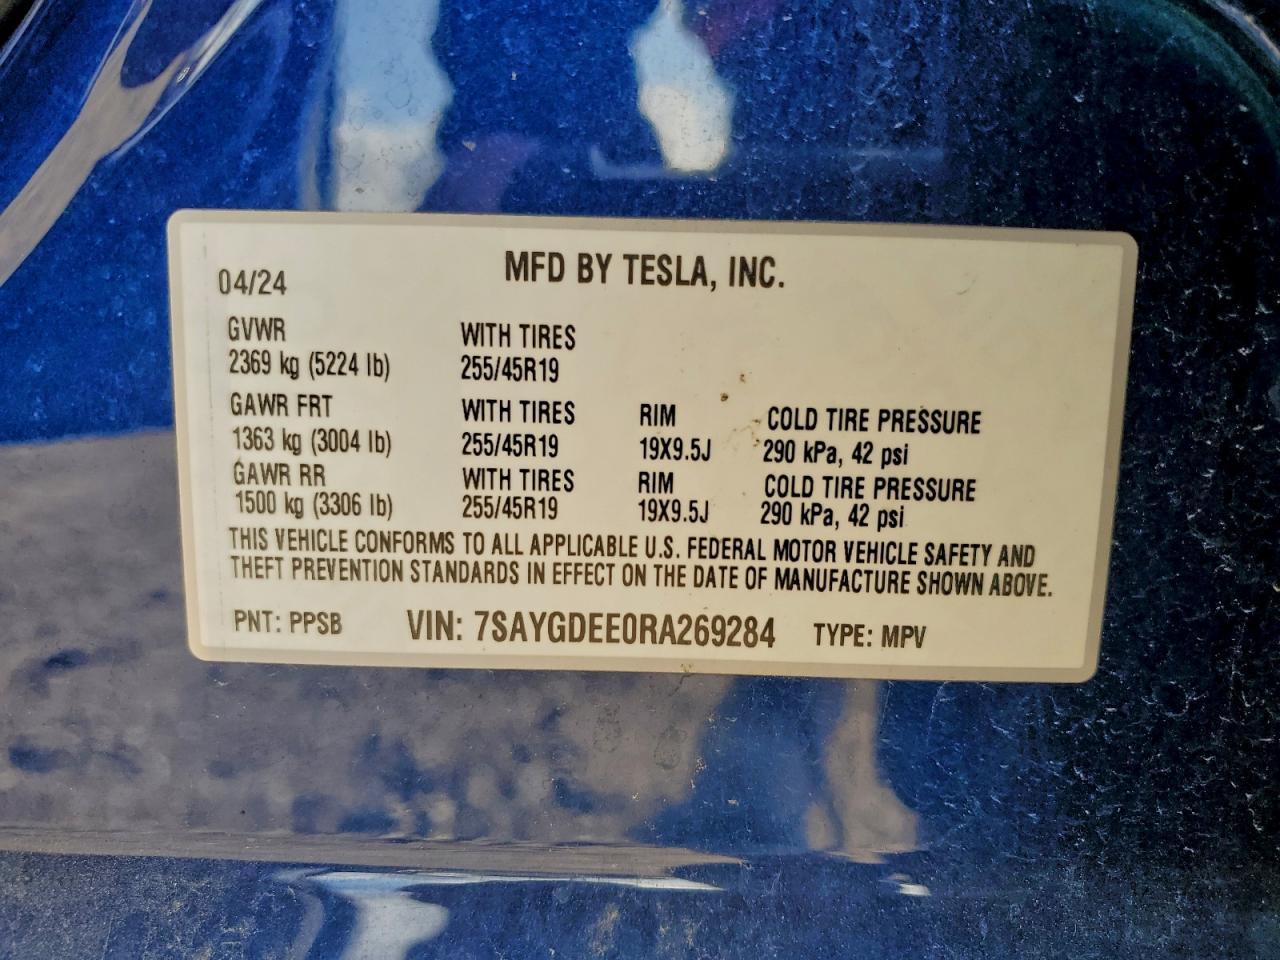 MFD BY TESLA, INC.
04/24
GVWR WITH TIRES
2369 kg (5224 lb) 255/45R19
GAWR FRT WITH TIRES RIM COLD TIRE PRESSURE
1363 kg (3004 lb) 255/45R19 19X9.5J 290 kPa, 42 psi
GAWR RR WITH TIRES RIM COLD TIRE PRESSURE
1500 kg (3306 lb) 255/45R19 19X9.5J 290 kPa, 42 psi
THIS VEHICLE CONFORMS TO ALL APPLICABLE U.S. FEDERAL MOTOR VEHICLE SAFETY AND
THEFT PREVENTION STANDARDS IN EFFECT ON THE DATE OF MANUFACTURE SHOWN ABOVE.
PNT: PPSB VIN: 7SAYGDEE0RA269284 TYPE: MPV